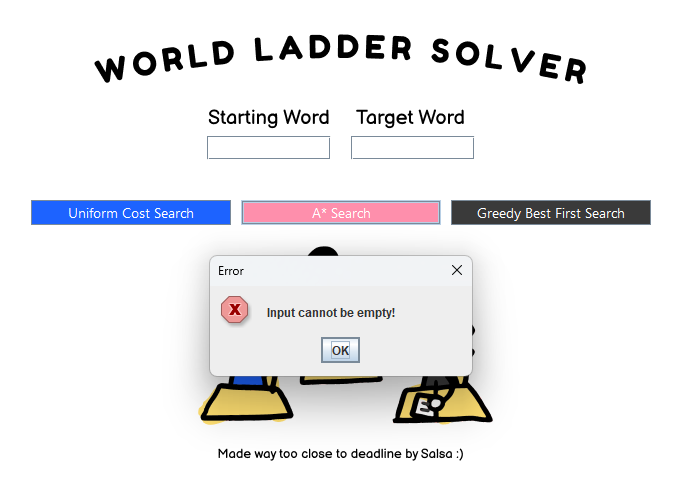 WORLD LADDER SOLVER
Starting Word Target Word
Uniform Cost Search A* Search Greedy Best First Search
Error
X
Input cannot be empty!
OK
Made way too close to deadline by Salsa :)